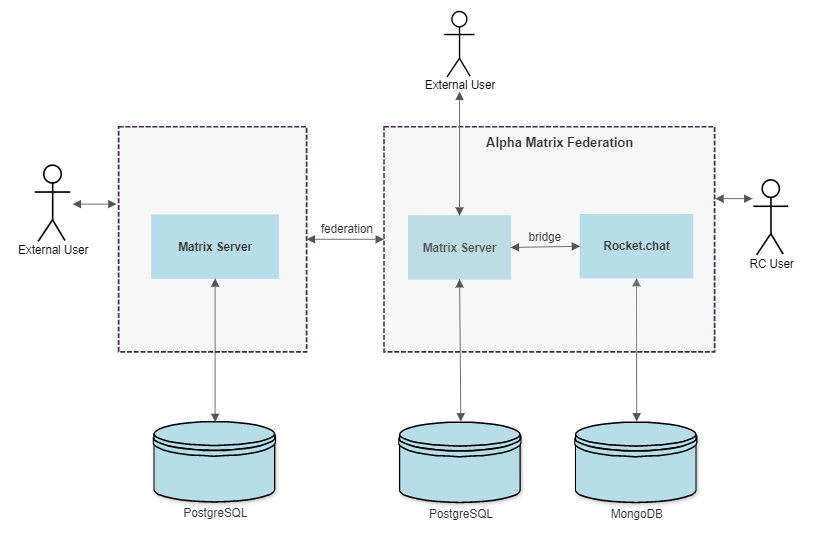 External User
Alpha Matrix Federation
External User
federation
Matrix Server
Matrix Server
bridge
Rocket.chat
RC User
PostgreSQL
PostgreSQL
MongoDB